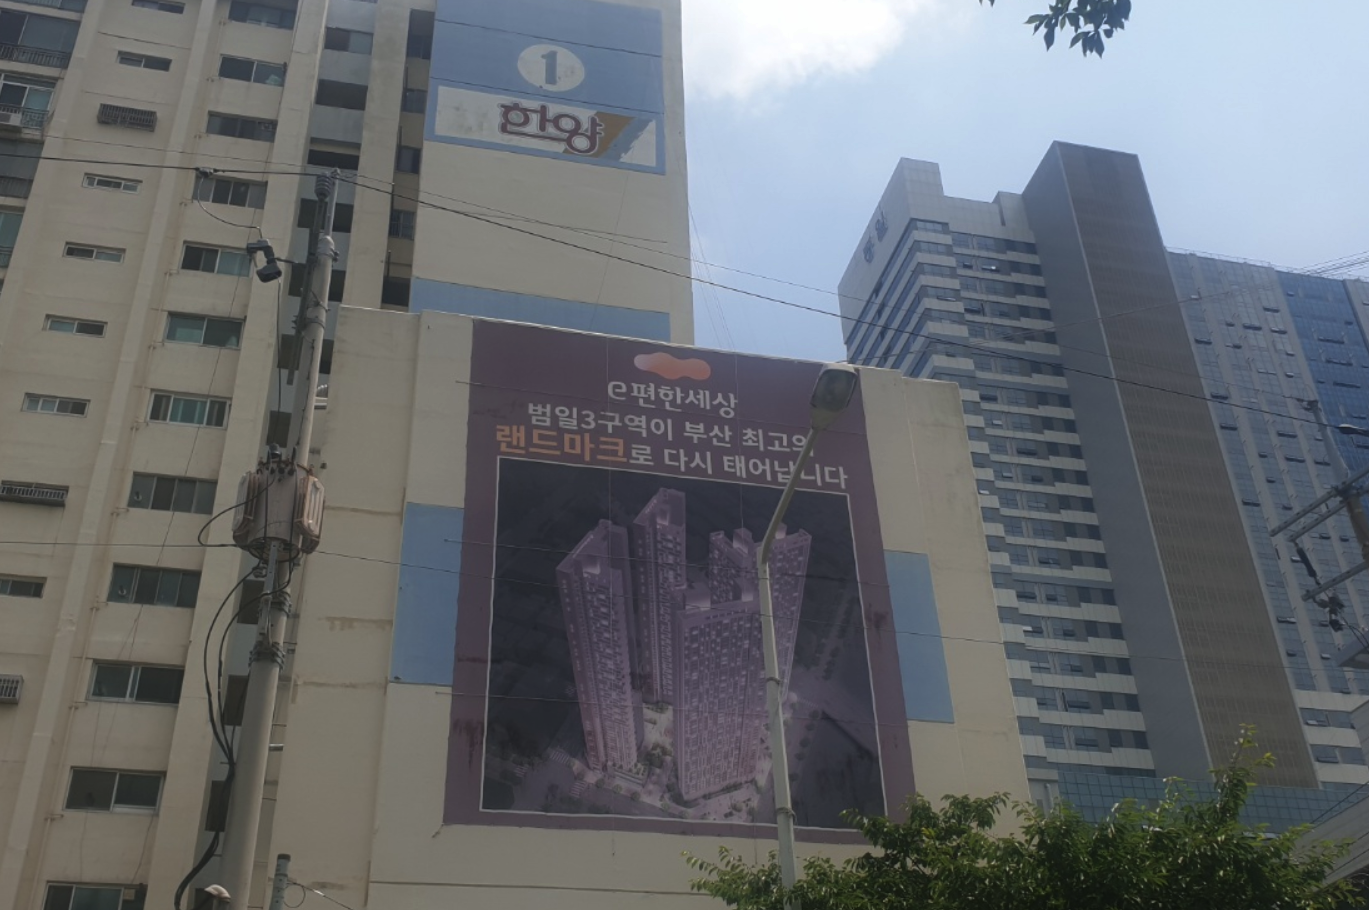 1
한양
e편한세상
범일3구역이 부산 최고의
랜드마크로 다시 태어납니다